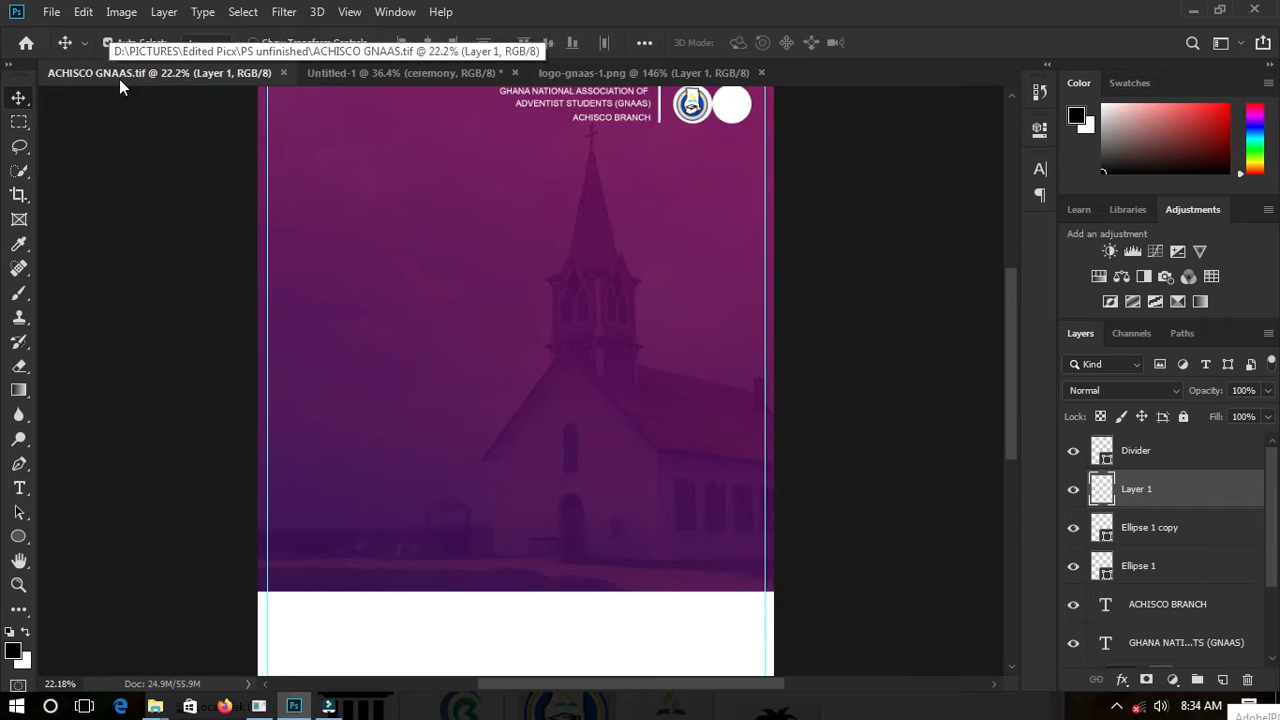 File Edit Image Layer Type Select Filter 3D View Window Help
3D Mode:
D:\PICTURES\Edited Picx\PS unfinished\ACHISCO GNAAS.tif @ 22.2% (Layer 1, RGB/8)
ACHISCO GNAAS.tif @ 22.2% (Layer 1, RGB/8) Untitled-1 @ 36.4% (ceremony, RGB/8) * logo-gnaas-1.png @ 146% (Layer 1, RGB/8)
GHANA NATIONAL ASSOCIATION OF
ADVENTIST STUDENTS (GNAAS)
ACHISCO BRANCH
Color Swatches
Learn Libraries Adjustments
Add an adjustment
Layers Channels Paths
Kind
Normal Opacity: 100%
Lock: Fill: 100%
Divider
Layer 1
Ellipse 1 copy
Ellipse 1
ACHISCO BRANCH
GHANA NATI...TS (GNAAS)
22.18% Doc: 24.9M/55.9M
8:34 AM